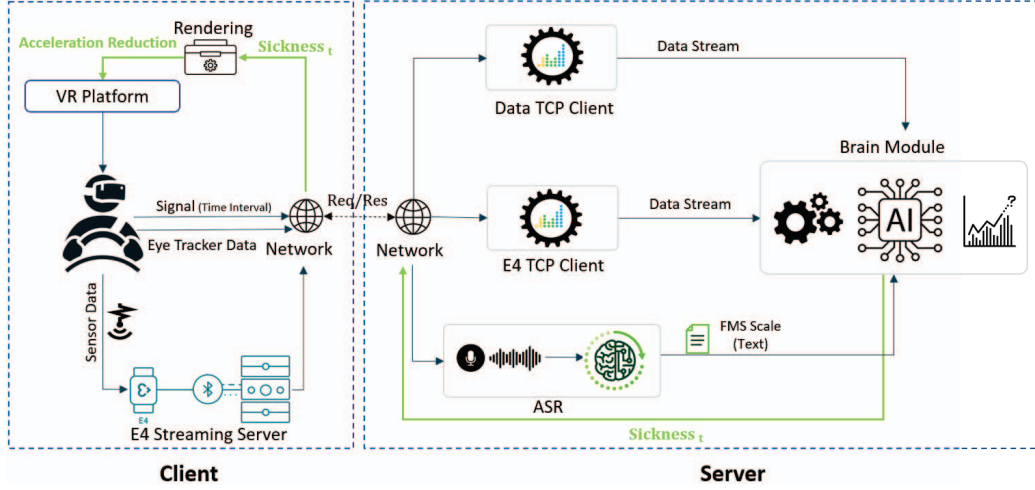 Rendering
Acceleration Reduction
Sickness t
VR Platform
Signal (Time Interval)
Eye Tracker Data
Network
Sensor Data
E4
E4 Streaming Server
Client
Req/Res
Network
Data TCP Client
Data Stream
E4 TCP Client
Data Stream
Brain Module
AI
?
ASR
FMS Scale
(Text)
Sickness t
Server